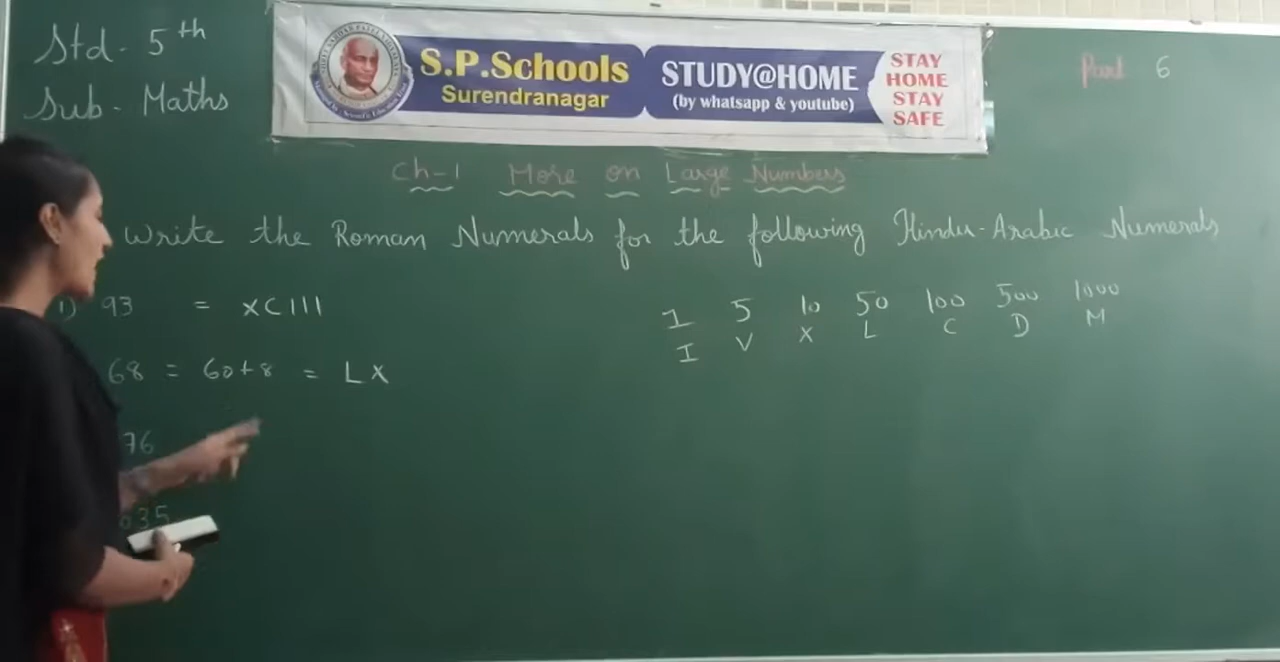 Std - 5th
Sub - Maths
S.P.Schools
Surendranagar
STUDY@HOME
(by whatsapp & youtube)
STAY
HOME
STAY
SAFE
Part 6
Ch-1 More on Large Numbers
Write the Roman Numerals for the following Hindu-Arabic Numerals
1) 93 = XCIII
68 = 60+8 = LX
76
035
1 5 10 50 100 500 1000
I V X L C D M